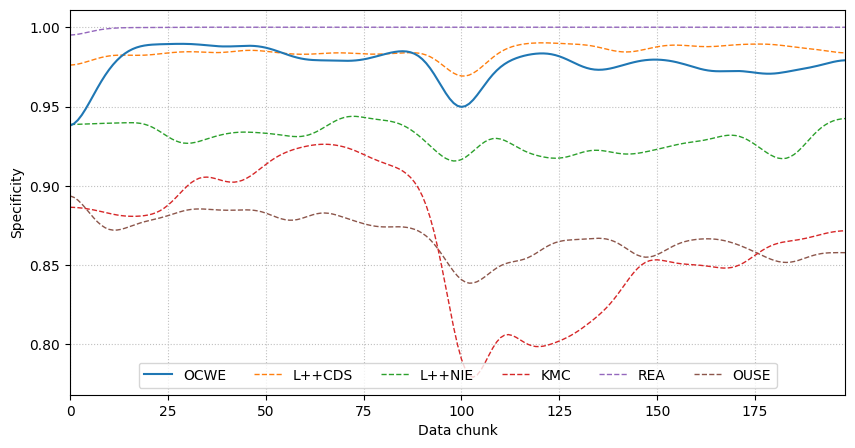 1.00
0.95
0.90
0.85
0.80
Specificity
OCWE L++CDS L++NIE KMC REA OUSE
0 25 50 75 100 125 150 175
Data chunk